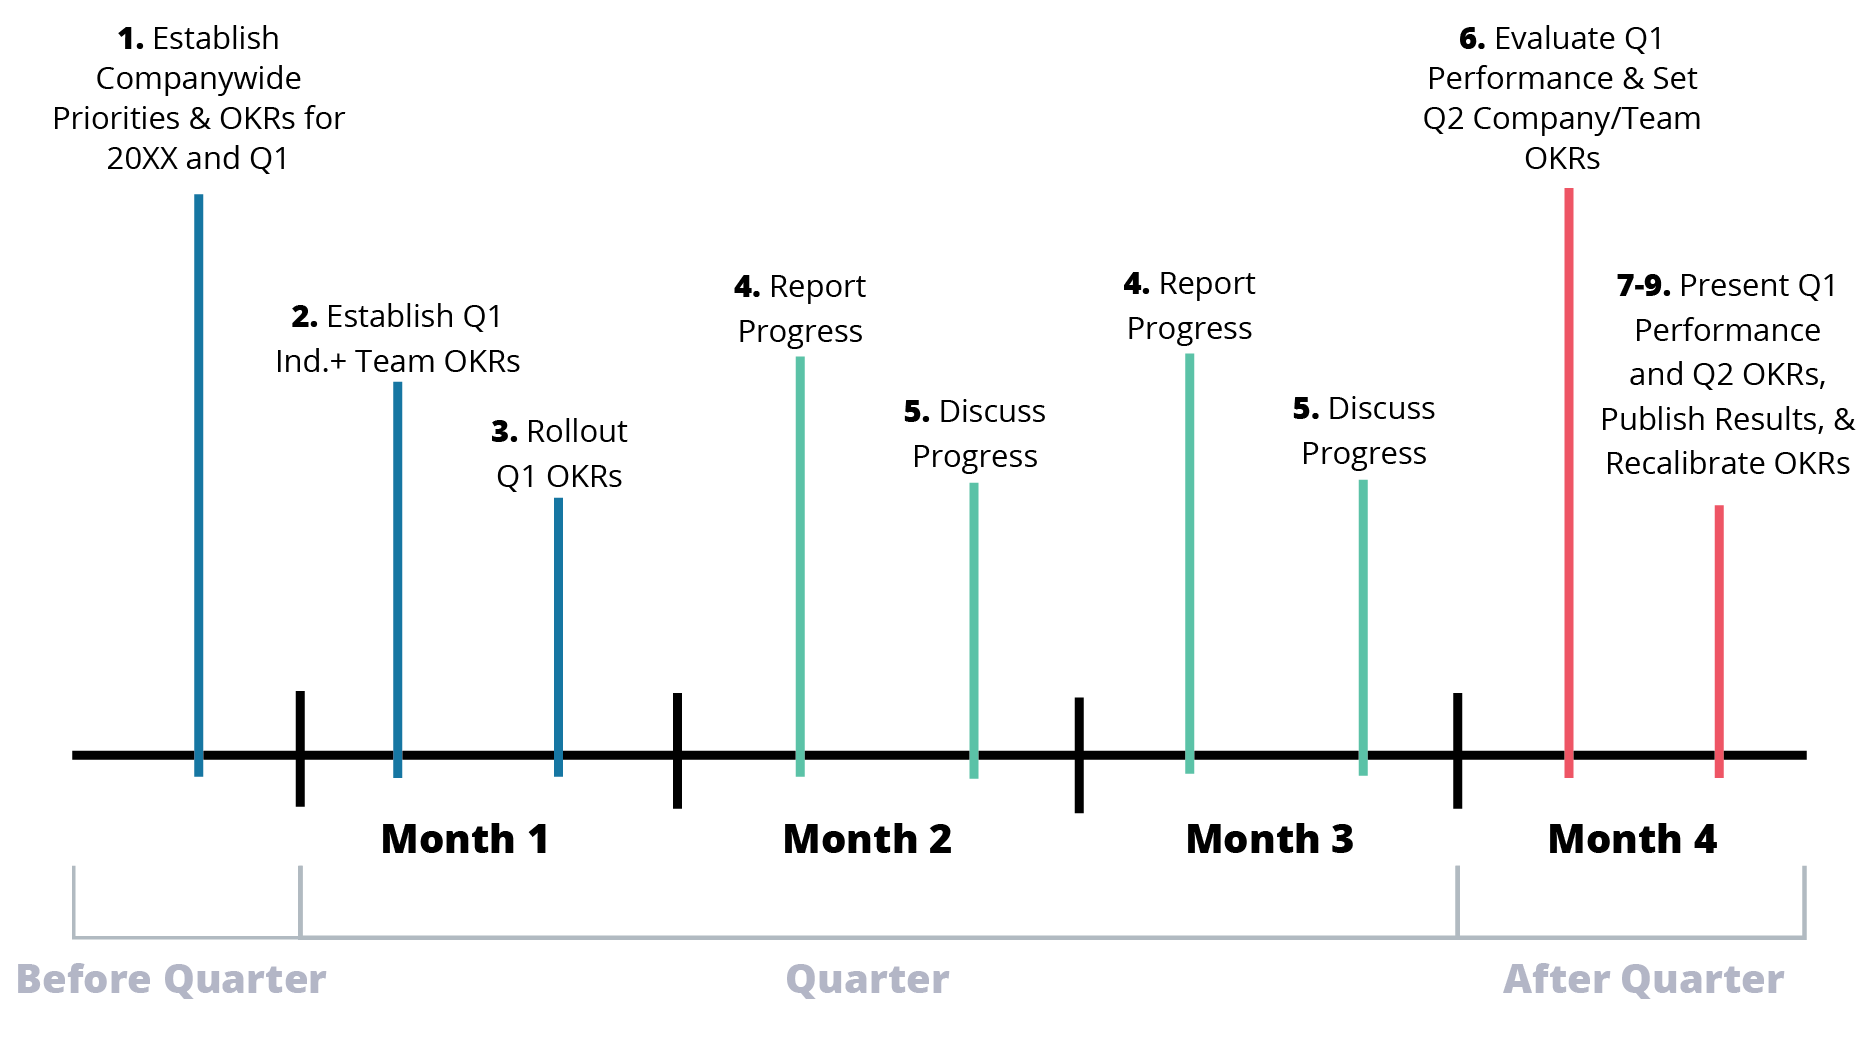 1. Establish
Companywide
Priorities & OKRs for
20XX and Q1
2. Establish Q1
Ind.+ Team OKRs
3. Rollout
Q1 OKRs
4. Report
Progress
5. Discuss
Progress
4. Report
Progress
5. Discuss
Progress
6. Evaluate Q1
Performance & Set
Q2 Company/Team
OKRs
7-9. Present Q1
Performance
and Q2 OKRs,
Publish Results, &
Recalibrate OKRs
Month 1
Month 2
Month 3
Month 4
Before Quarter
Quarter
After Quarter